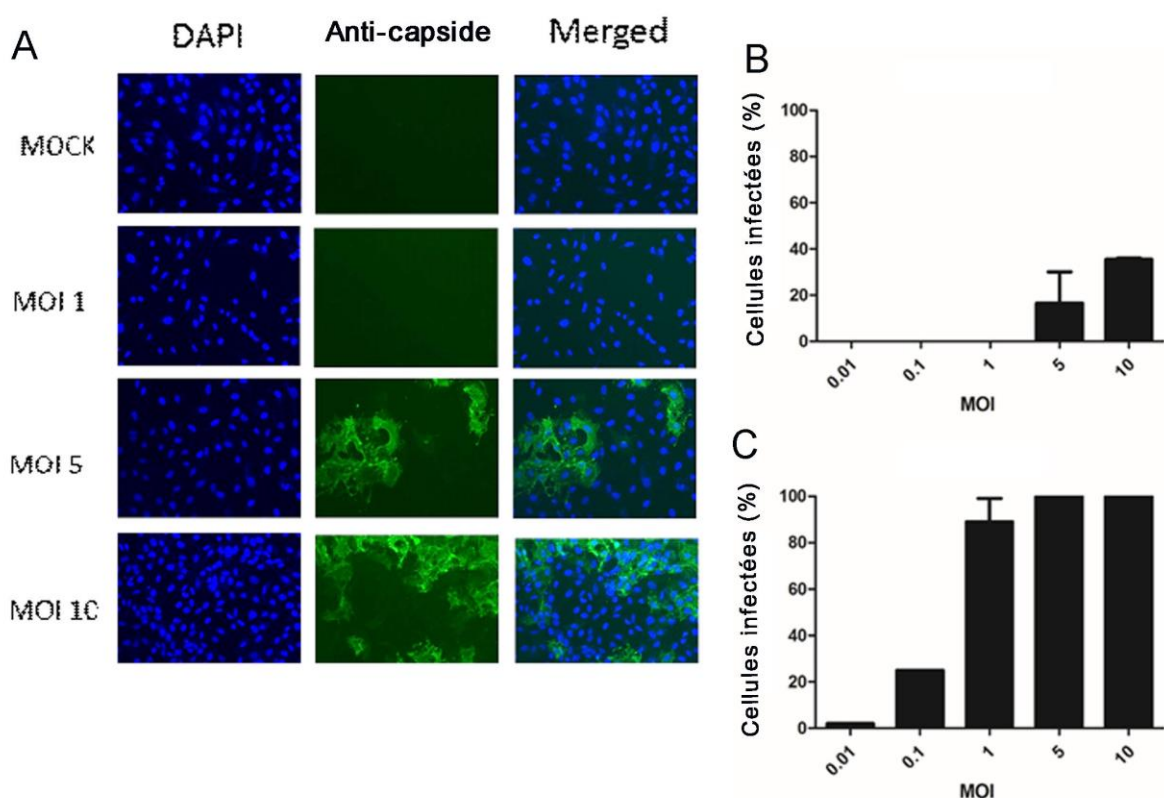 A
DAPI Anti-capside Merged
MOCK
MOI 1
MOI 5
MOI 10
B
Cellules infectées (%)
100
80
60
40
20
0
0.01 0.1 1 5 10
MOI
C
Cellules infectées (%)
100
80
60
40
20
0
0.01 0.1 1 5 10
MOI